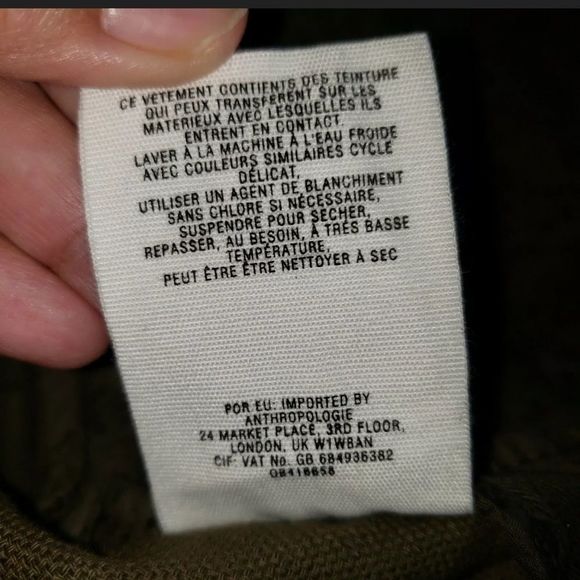 CE VETEMENT CONTIENTS DES TEINTURE
QUI PEUX TRANSFERENT SUR LES
MATERIEUX AVEC LESQUELLES ILS
ENTRENT EN CONTACT.
LAVER À LA MACHINE À L'EAU FROIDE
AVEC COULEURS SIMILAIRES CYCLE
DÉLICAT,
UTILISER UN AGENT DE BLANCHIMENT
SANS CHLORE SI NÉCESSAIRE,
SUSPENDRE POUR SÉCHER,
REPASSER, AU BESOIN, À TRÈS BASSE
TEMPÉRATURE,
PEUT ÊTRE ÊTRE NETTOYER À SEC
POR EU: IMPORTED BY
ANTHROPOLOGIE
24 MARKET PLACE, 3RD FLOOR,
LONDON, UK W1W8AN
CIF: VAT No. GB 684936382
GB418658